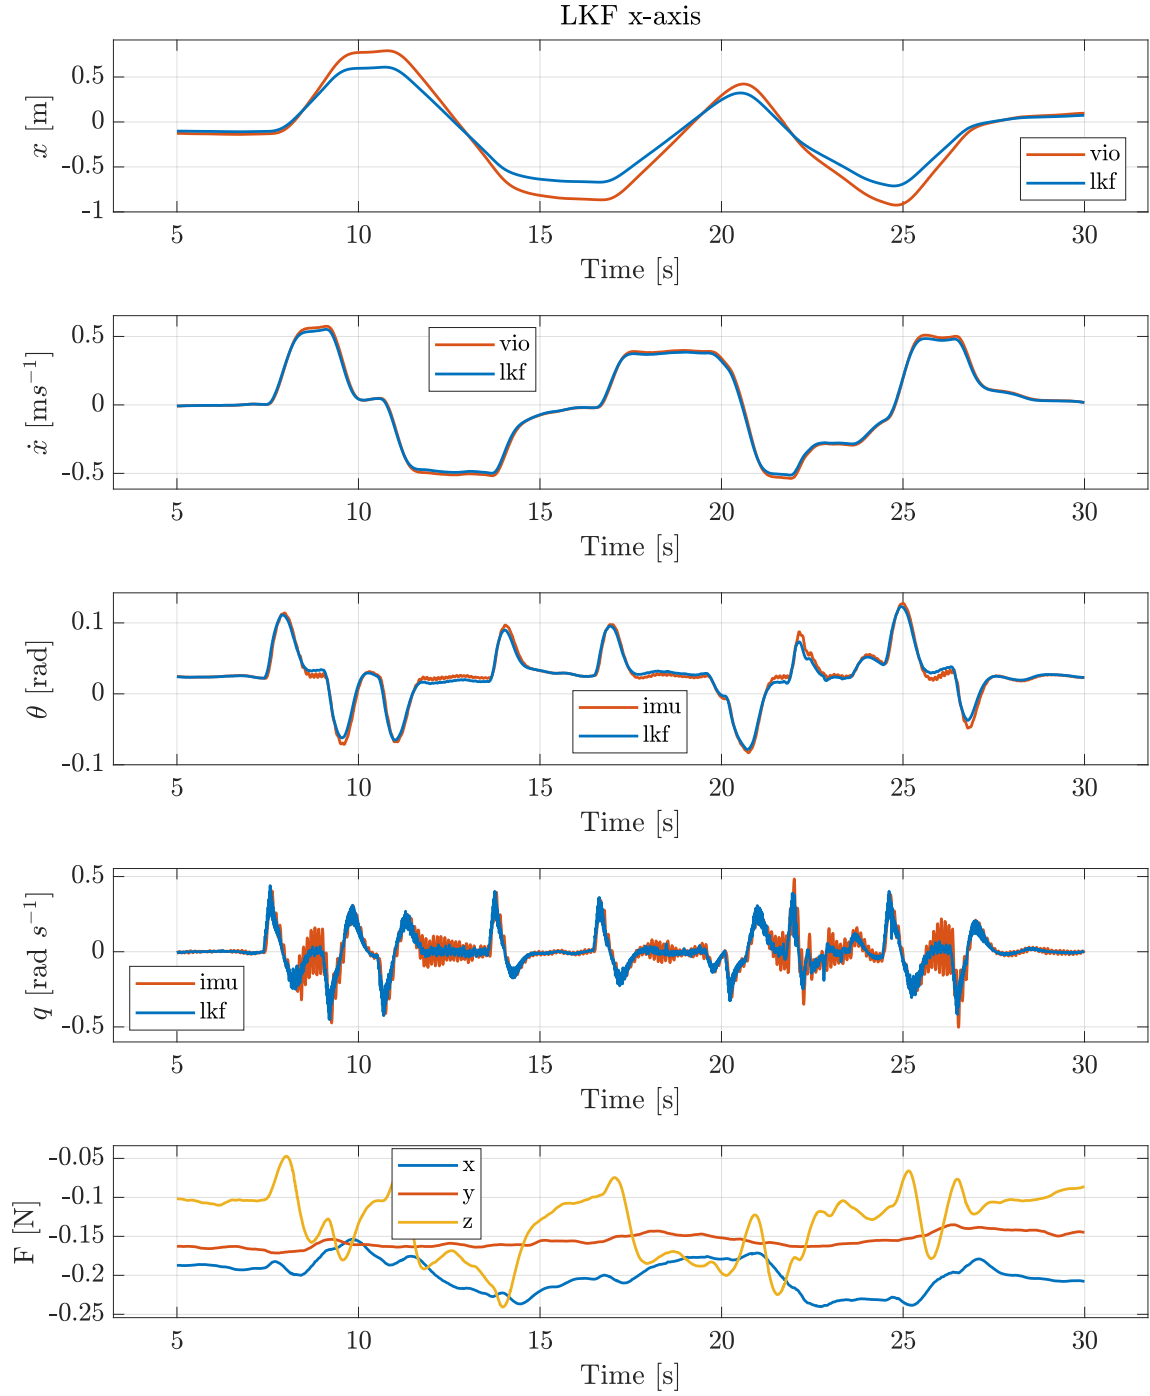 LKF x-axis
x [m]
0.5
0
-0.5
-1
vio
lkf
5 10 15 20 25 30
Time [s]
ẋ [ms⁻¹]
0.5
0
-0.5
vio
lkf
5 10 15 20 25 30
Time [s]
θ [rad]
0.1
0
-0.1
imu
lkf
5 10 15 20 25 30
Time [s]
q [rad s⁻¹]
0.5
0
-0.5
imu
lkf
5 10 15 20 25 30
Time [s]
F [N]
-0.05
-0.1
-0.15
-0.2
-0.25
x
y
z
5 10 15 20 25 30
Time [s]